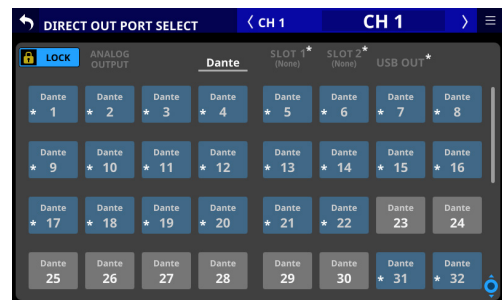 DIRECT OUT PORT SELECT
CH 1
CH 1
LOCK
ANALOG
OUTPUT
Dante
SLOT 1*
(None)
SLOT 2*
(None)
USB OUT*
Dante Dante Dante Dante Dante Dante Dante Dante
* 1 * 2 * 3 * 4 * 5 * 6 * 7 * 8
Dante Dante Dante Dante Dante Dante Dante Dante
* 9 * 10 * 11 * 12 * 13 * 14 * 15 * 16
Dante Dante Dante Dante Dante Dante Dante Dante
* 17 * 18 * 19 * 20 * 21 * 22 23 24
Dante Dante Dante Dante Dante Dante Dante Dante
25 26 27 28 29 30 * 31 * 32